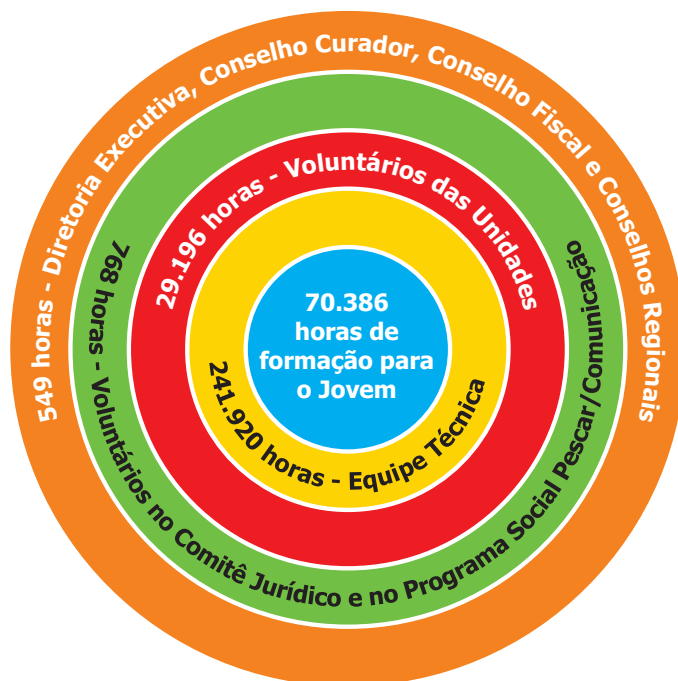 549 horas - Diretoria Executiva, Conselho Curador, Conselho Fiscal e Conselhos Regionais
768 horas - Voluntários no Comitê Jurídico e no Programa Social Pescar/Comunicação
29.196 horas - Voluntários das Unidades
241.920 horas - Equipe Técnica
70.386
horas de
formação para
o Jovem